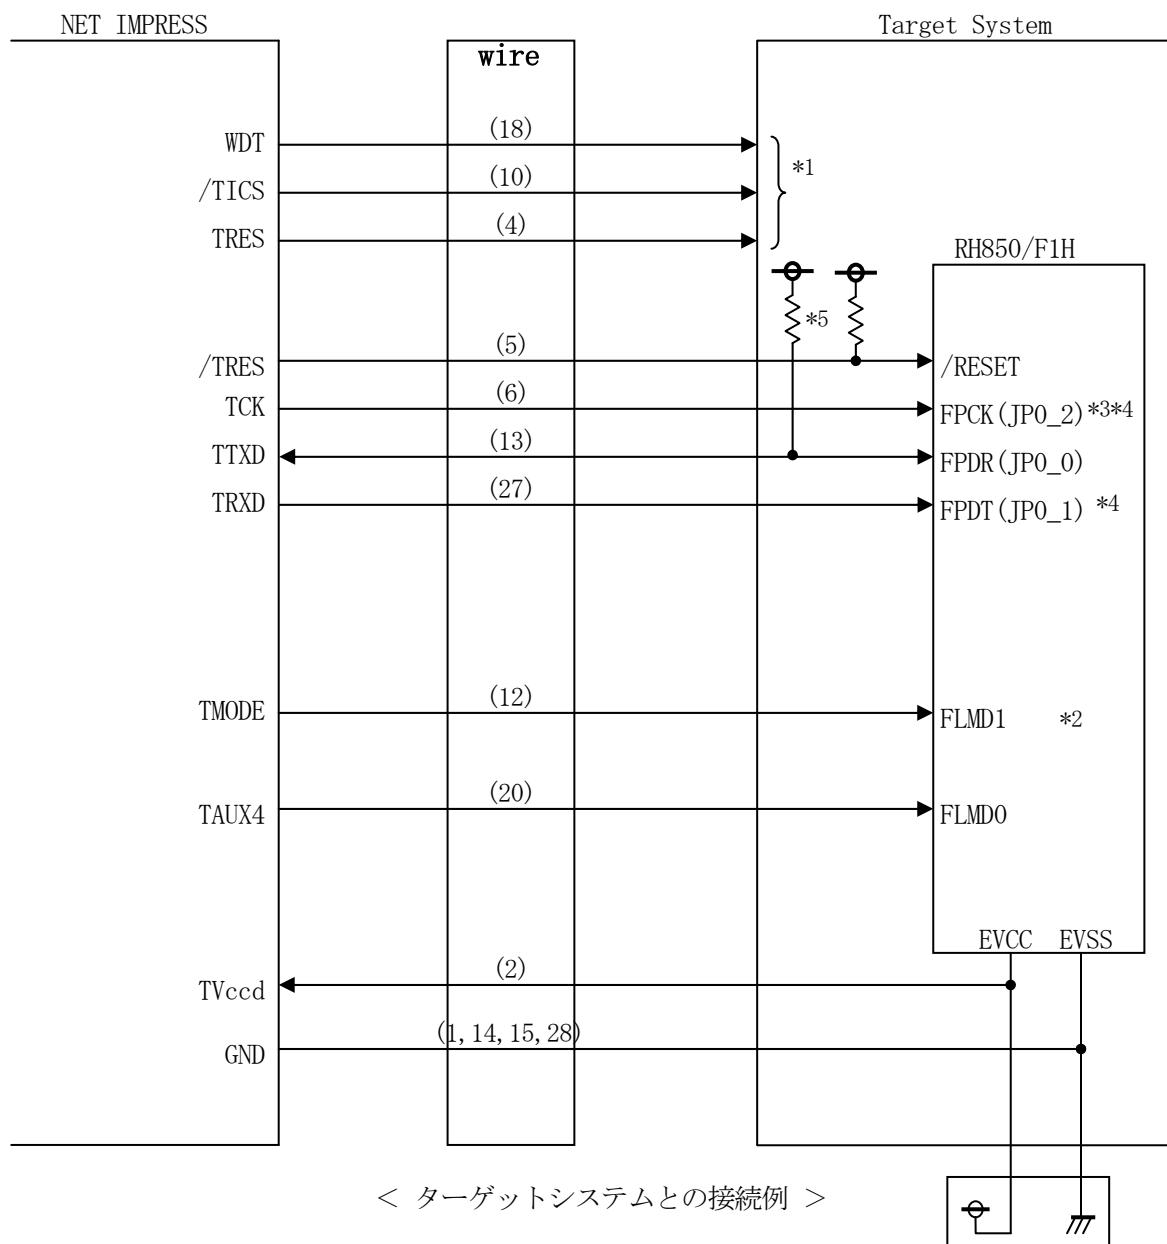 NET IMPRESS
Target System
wire
WDT (18)
*1
/TICS (10)
TRES (4)
RH850/F1H
*5
/TRES (5) /RESET
TCK (6) FPCK(JP0_2)*3*4
TTXD (13) FPDR(JP0_0)
TRXD (27) FPDT(JP0_1) *4
TMODE (12) FLMD1 *2
TAUX4 (20) FLMD0
EVCC EVSS
TVccd (2)
GND (1,14,15,28)
< ターゲットシステムとの接続例 >